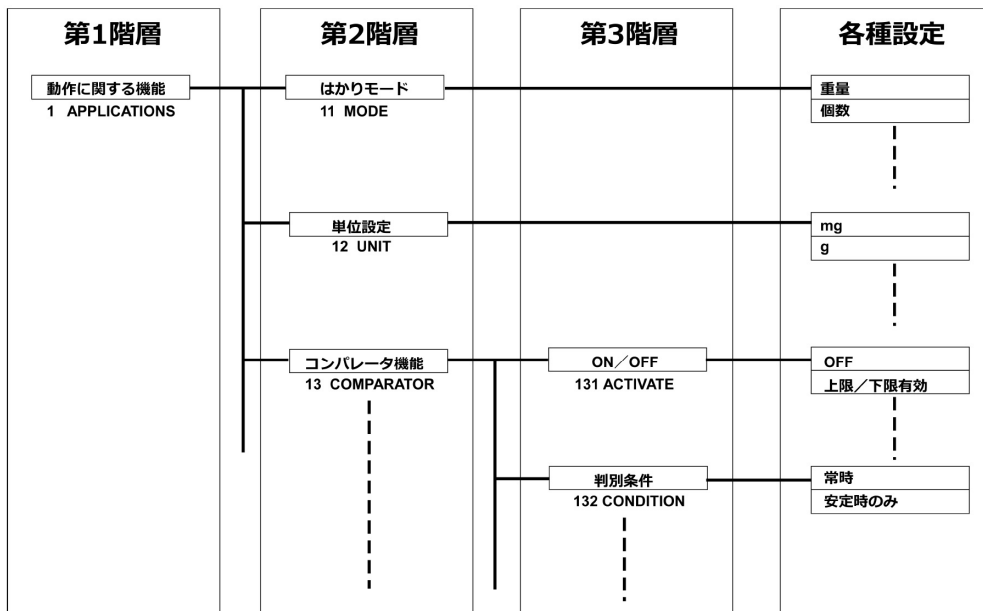 第1階層
第2階層
第3階層
各種設定
動作に関する機能
1 APPLICATIONS
はかりモード
11 MODE
重量
個数
単位設定
12 UNIT
mg
g
コンパレータ機能
13 COMPARATOR
ON／OFF
131 ACTIVATE
OFF
上限／下限有効
判別条件
132 CONDITION
常時
安定時のみ